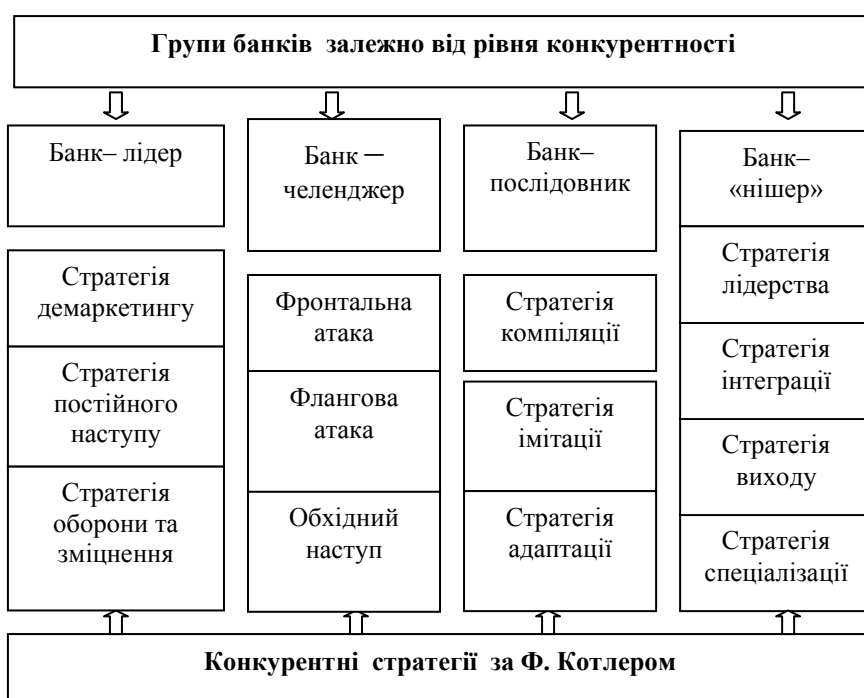 Групи банків залежно від рівня конкурентності
Банк– лідер
Стратегія
демаркетингу
Стратегія
постійного
наступу
Стратегія
оборони та
зміцнення
Банк —
челенджер
Фронтальна
атака
Флангова
атака
Обхідний
наступ
Банк–
послідовник
Стратегія
компіляції
Стратегія
імітації
Стратегія
адаптації
Банк–
«нішер»
Стратегія
лідерства
Стратегія
інтеграції
Стратегія
виходу
Стратегія
спеціалізації
Конкурентні стратегії за Ф. Котлером